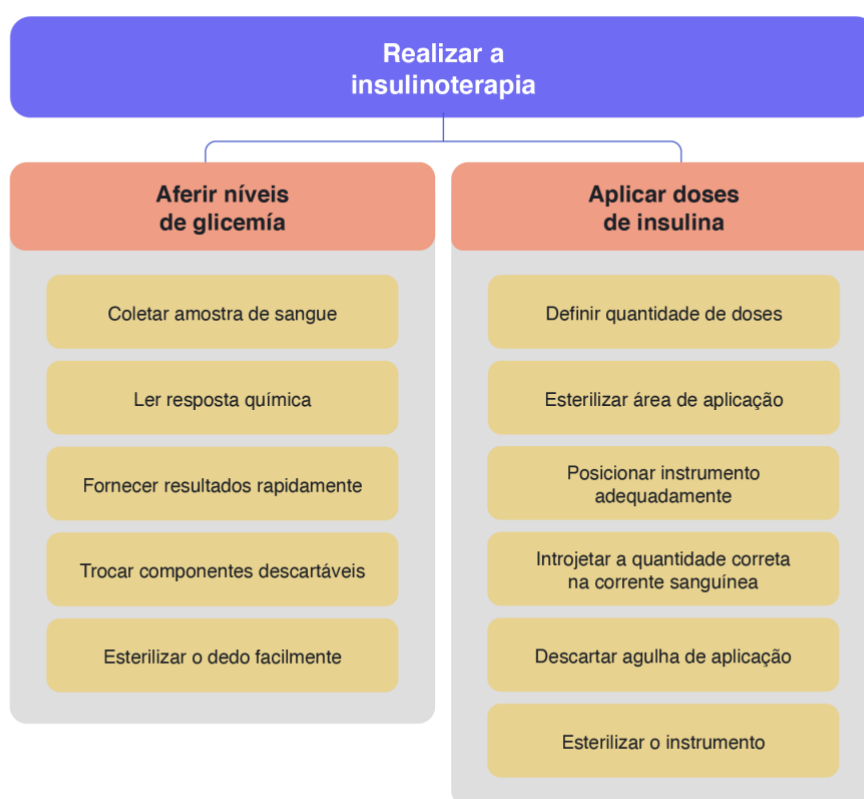 Realizar a
insulinoterapia
Aferir níveis
de glicemía
Coletar amostra de sangue
Ler resposta química
Fornecer resultados rapidamente
Trocar componentes descartáveis
Esterilizar o dedo facilmente
Aplicar doses
de insulina
Definir quantidade de doses
Esterilizar área de aplicação
Posicionar instrumento
adequadamente
Introjetar a quantidade correta
na corrente sanguínea
Descartar agulha de aplicação
Esterilizar o instrumento